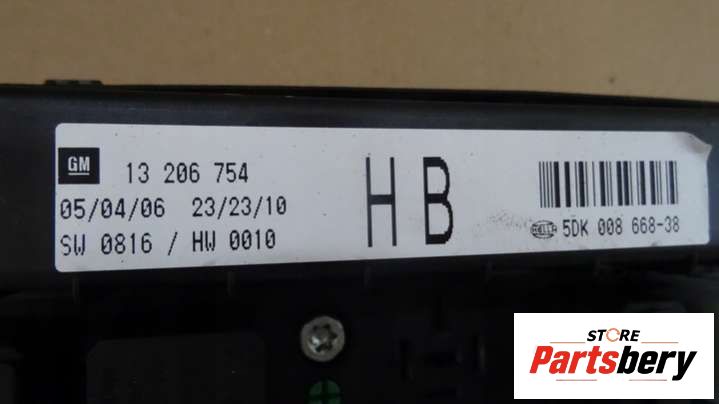 GM 13 206 754
05/04/06 23/23/10
SW 0816 / HW 0010
HB
HELLA 5DK 008 668-38
STORE
Partsbery